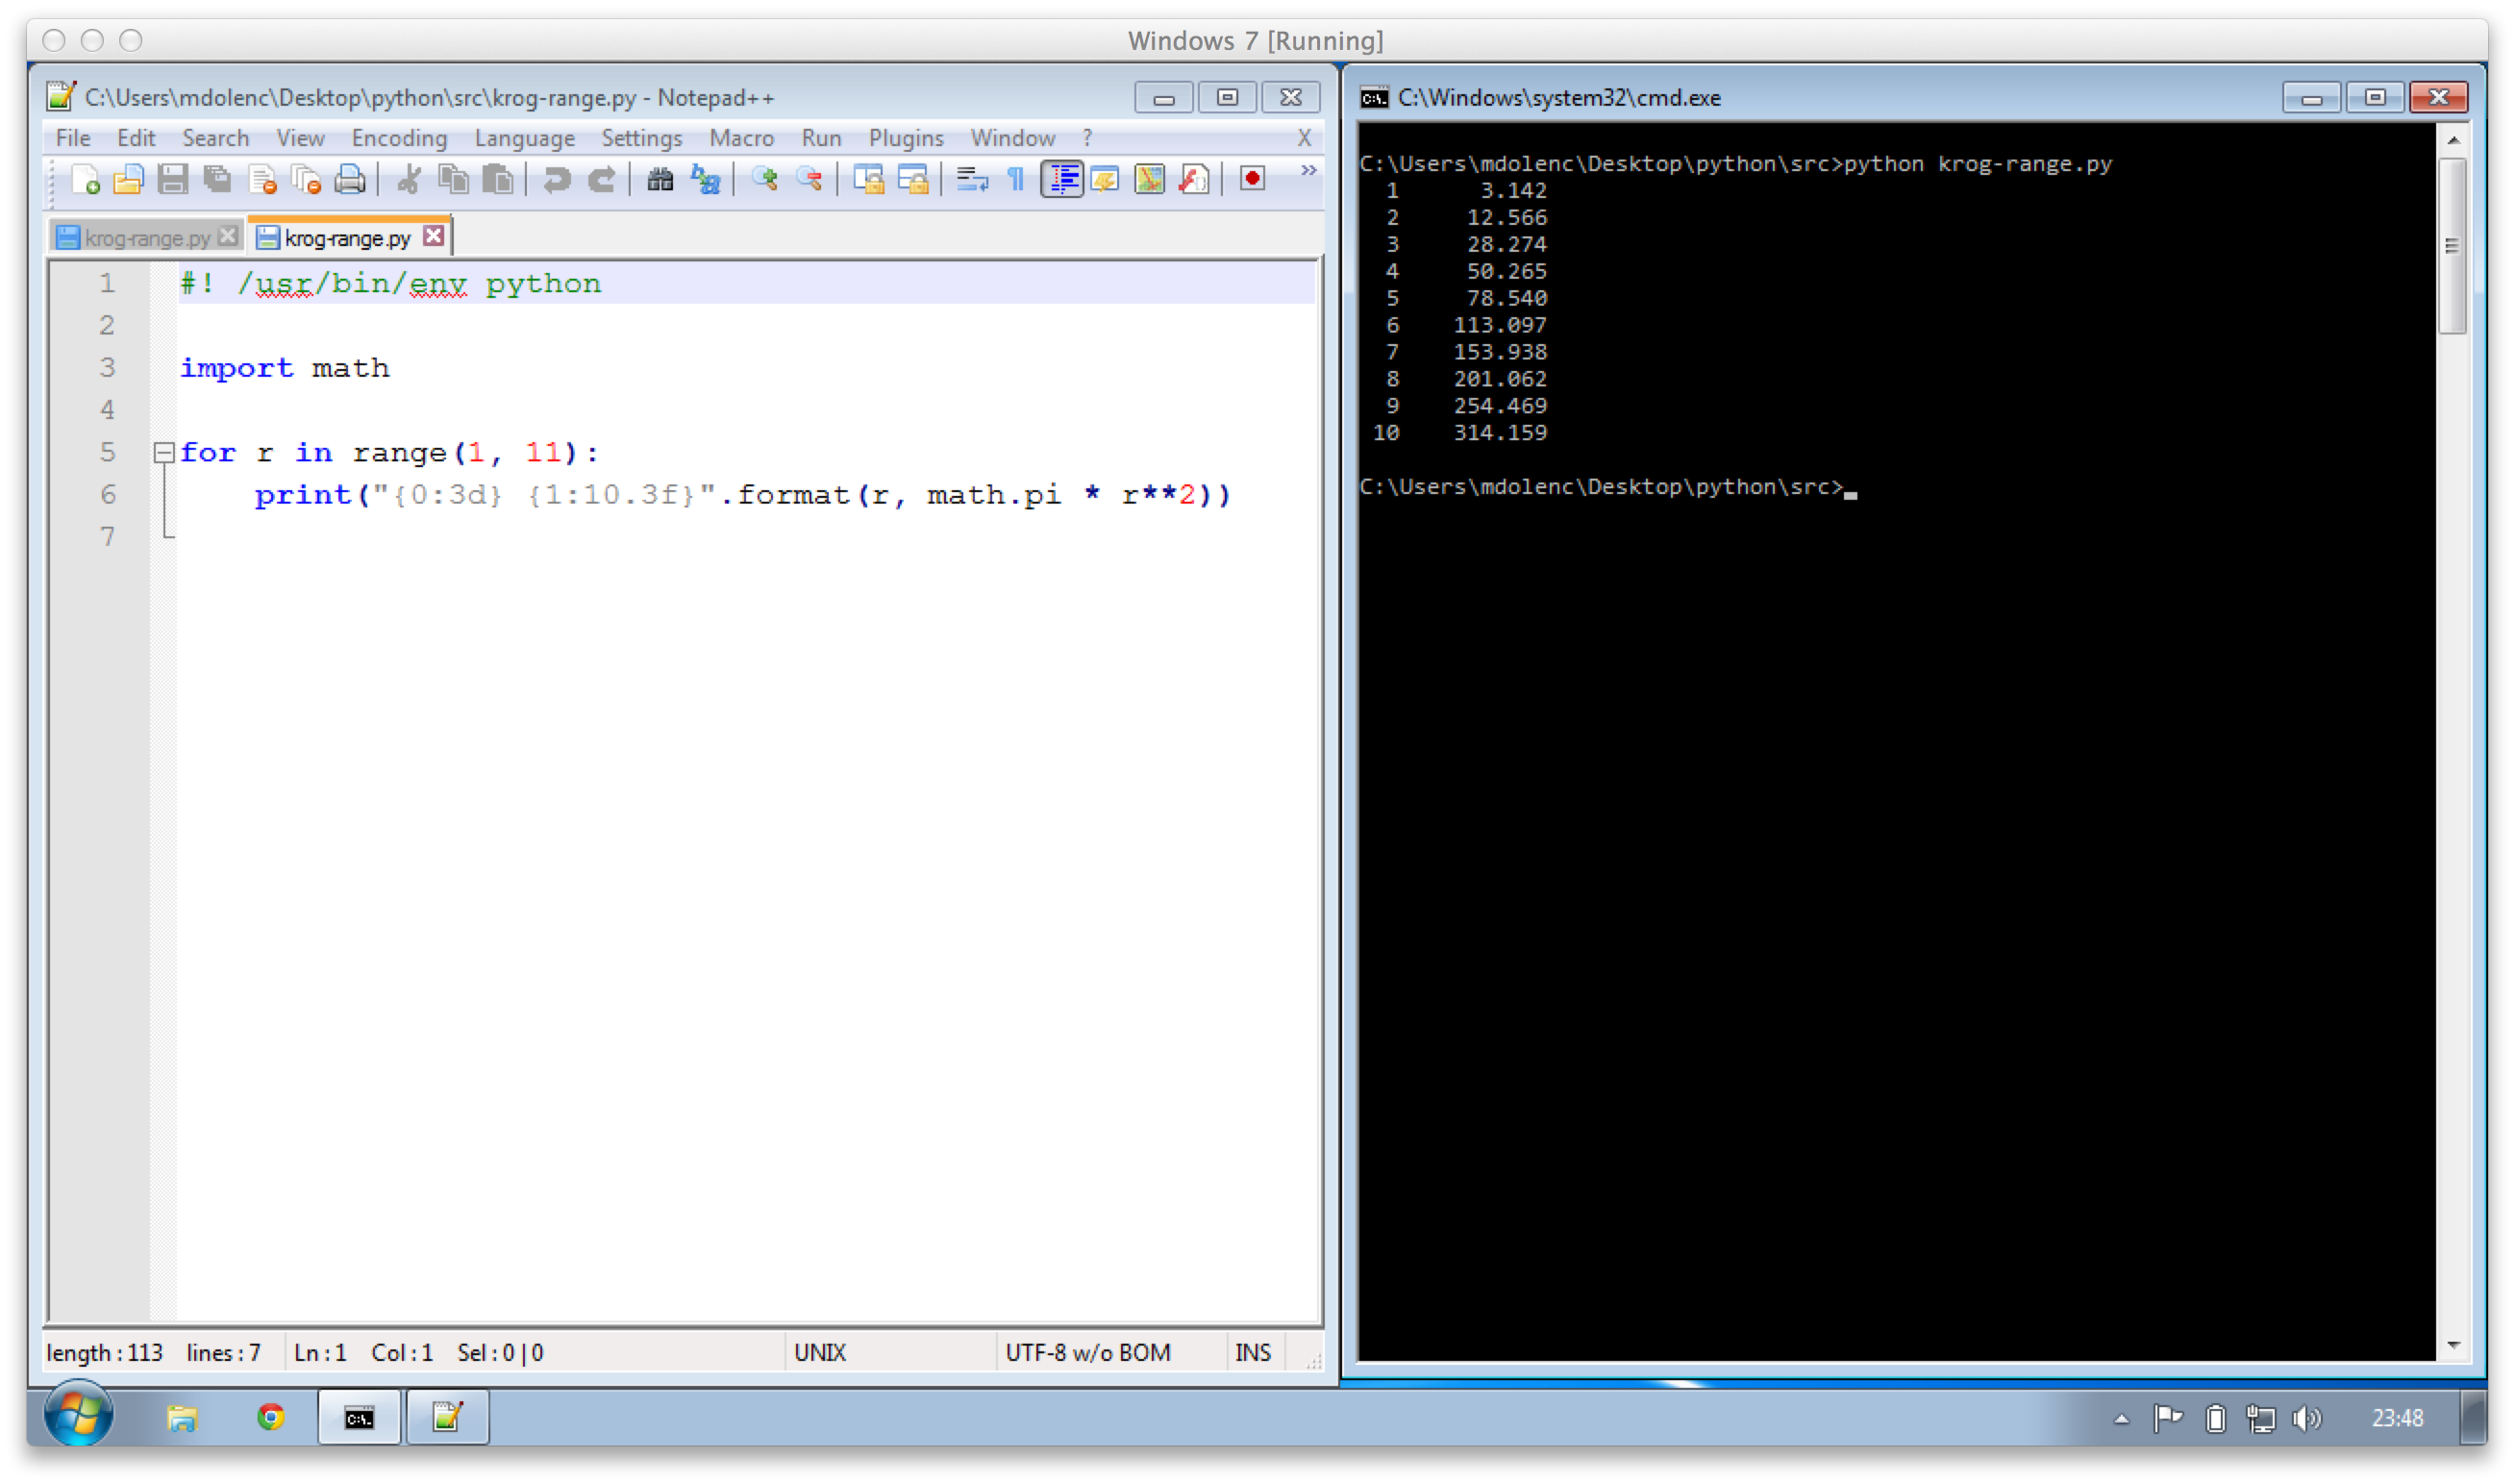 Windows 7 [Running]
C:\Users\mdolenc\Desktop\python\src\krog-range.py - Notepad++
File Edit Search View Encoding Language Settings Macro Run Plugins Window ? X
krog-range.py krog-range.py
1 #! /usr/bin/env python
2
3 import math
4
5 for r in range(1, 11):
6     print("{0:3d} {1:10.3f}".format(r, math.pi * r**2))
7
length : 113 lines : 7 Ln : 1 Col : 1 Sel : 0 | 0 UNIX UTF-8 w/o BOM INS
C:\Windows\system32\cmd.exe
C:\Users\mdolenc\Desktop\python\src>python krog-range.py
  1      3.142
  2     12.566
  3     28.274
  4     50.265
  5     78.540
  6    113.097
  7    153.938
  8    201.062
  9    254.469
 10    314.159
C:\Users\mdolenc\Desktop\python\src>_
23:48